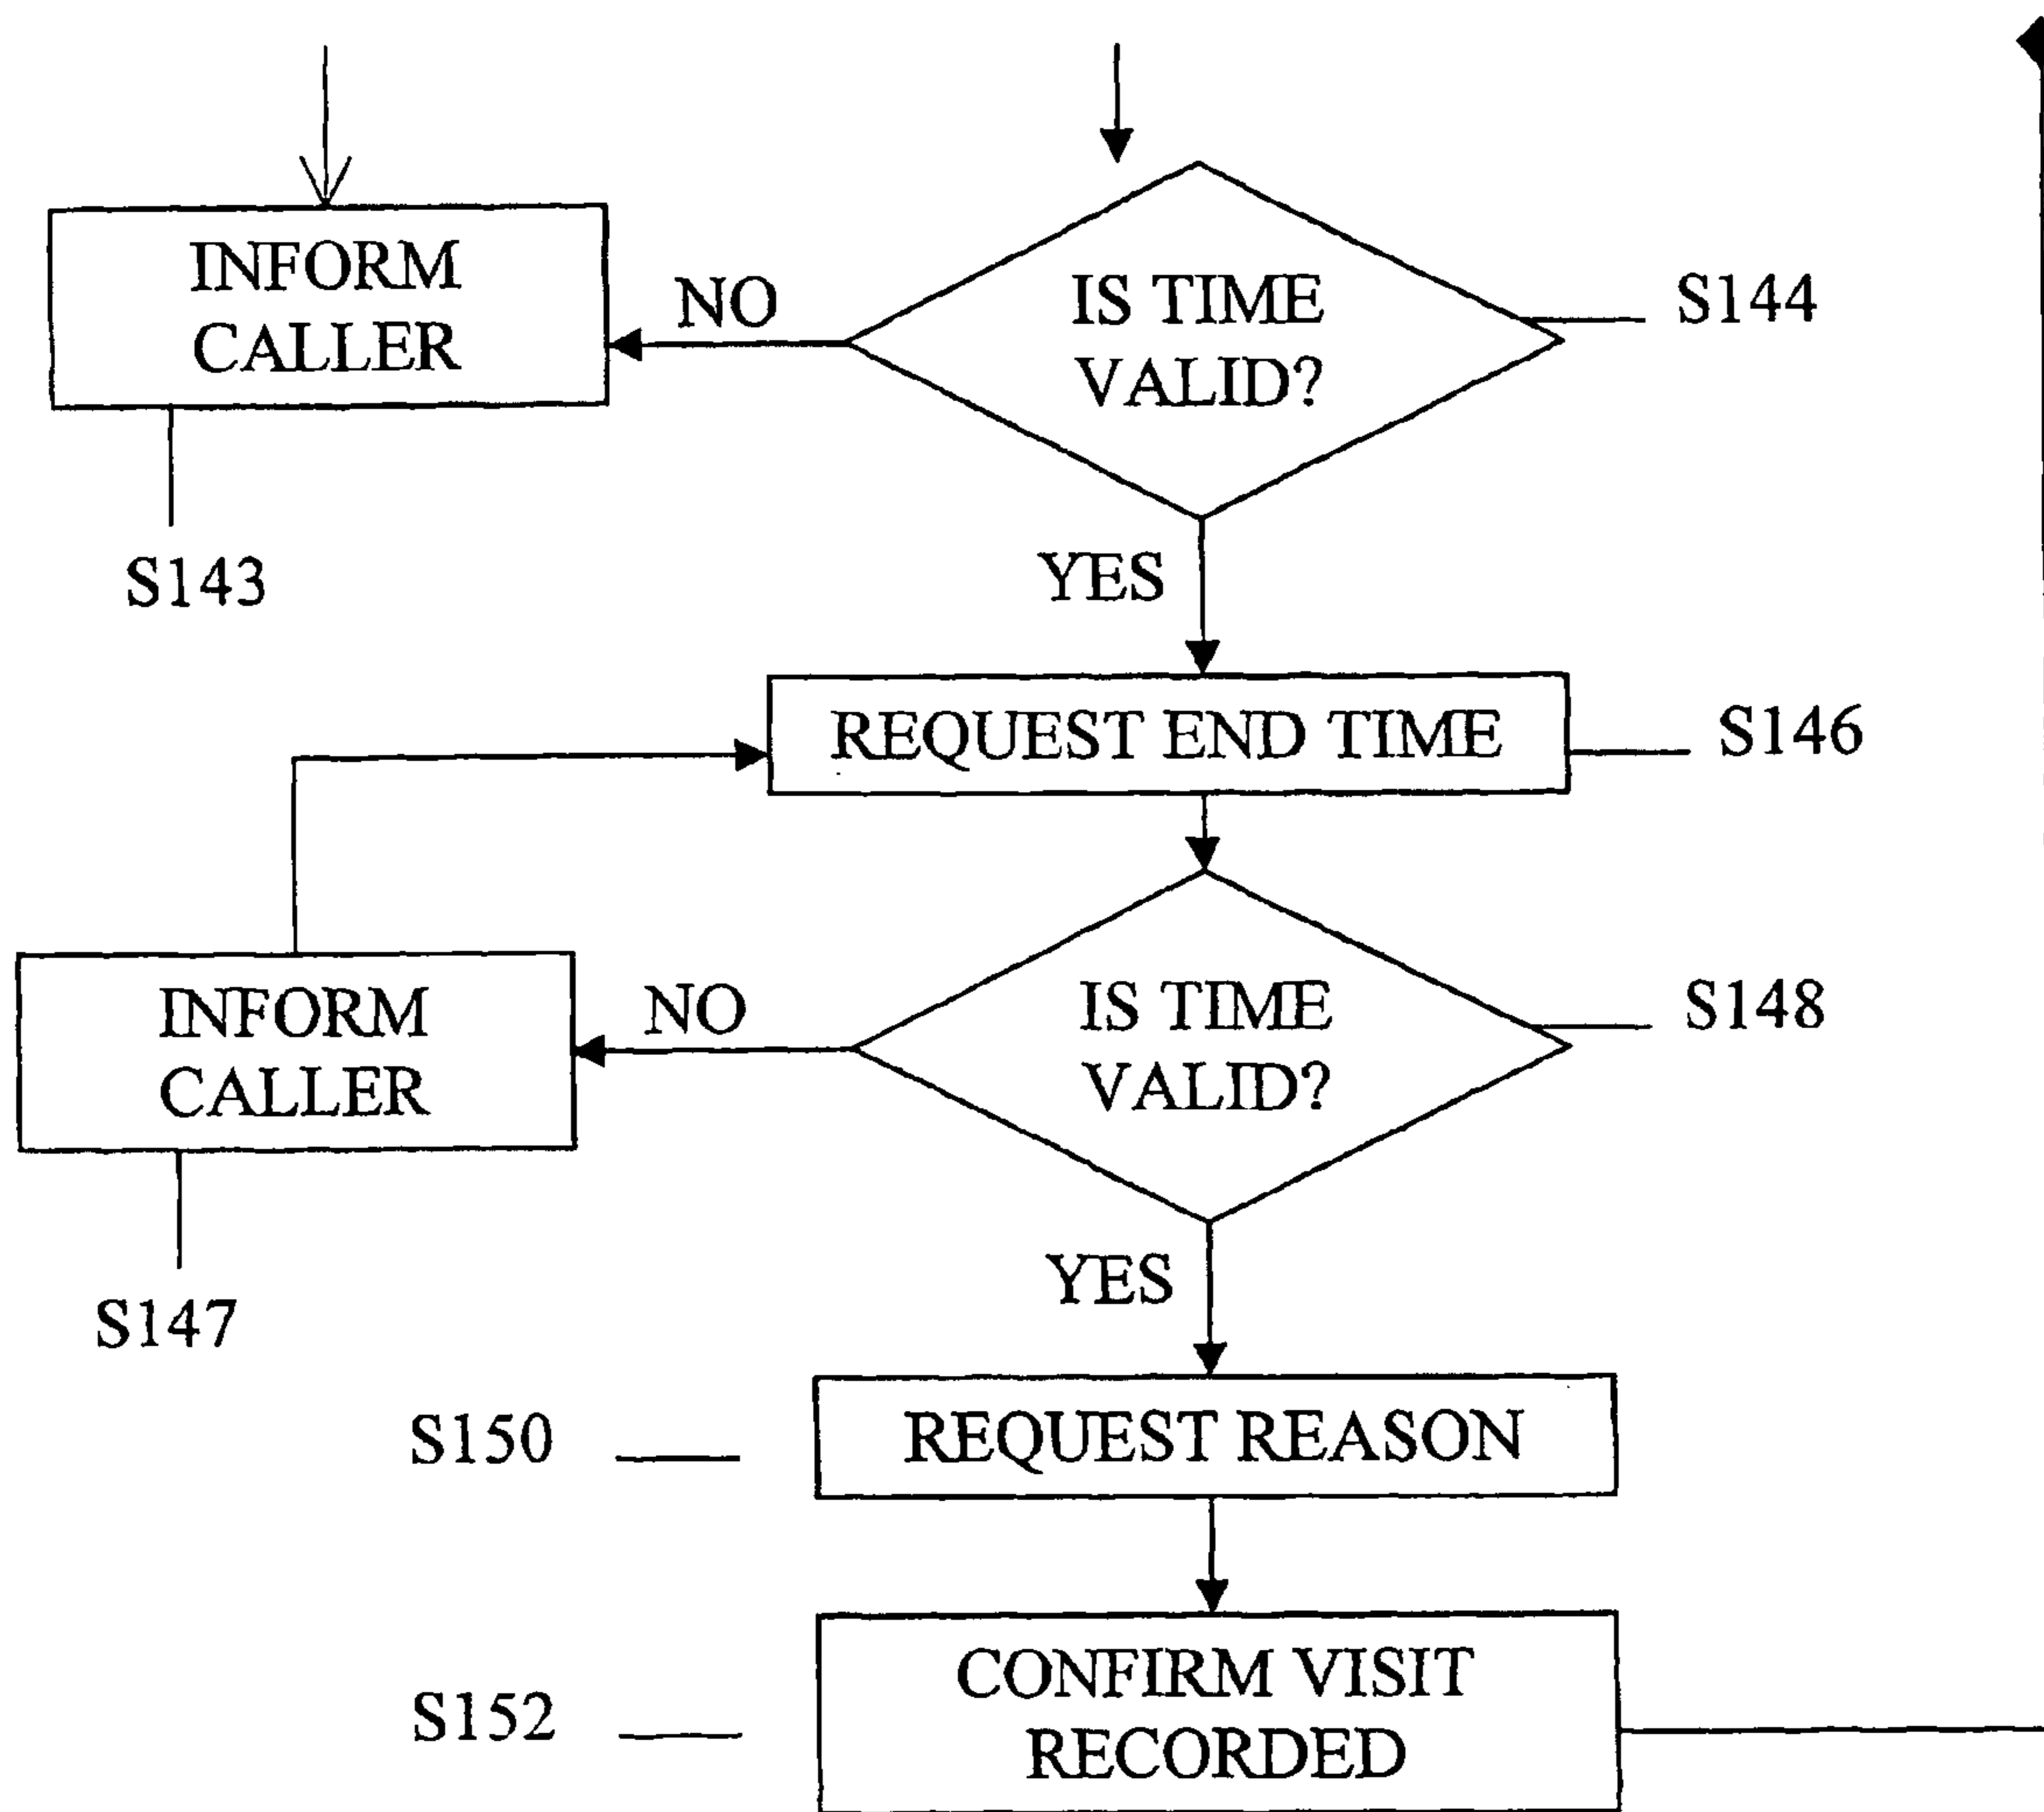 INFORM
CALLER
NO
IS TIME
VALID?
S144
S143
YES
REQUEST END TIME
S146
INFORM
CALLER
NO
IS TIME
VALID?
S148
S147
YES
S150
REQUEST REASON
S152
CONFIRM VISIT
RECORDED